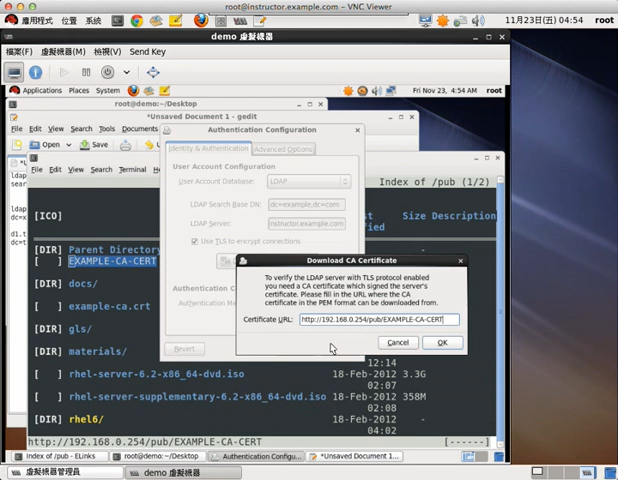 root@instructor.example.com - VNC Viewer
應用程式 位置 系統
11月23日(五) 04:54 root
demo 虛擬機器
檔案(F) 虛擬機器(M) 檢視(V) Send Key
Applications Places System
Fri Nov 23, 4:54 AM root
root@demo:~/Desktop
*Unsaved Document 1 - gedit
File Edit View Search Tools Documents
Open Save
Authentication Configuration
Identity & Authentication Advanced Options
User Account Configuration
User Account Database: LDAP
LDAP Search Base DN: dc=example,dc=com
LDAP Server: nstructor.example.com
Use TLS to encrypt connections
Revert
File Edit View Search Terminal
Index of /pub (1/2)
[ICO]
Size Description
[DIR] Parent Directory
[ ] EXAMPLE-CA-CERT
[DIR] docs/
[ ] example-ca.crt
[DIR] gls/
[DIR] materials/
12:14
[ ] rhel-server-6.2-x86_64-dvd.iso 18-Feb-2012 3.3G
02:07
[ ] rhel-server-supplementary-6.2-x86_64-dvd.iso 18-Feb-2012 358M
02:08
[DIR] rhel6/ 18-Feb-2012 -
04:02
http://192.168.0.254/pub/EXAMPLE-CA-CERT [------]
Download CA Certificate
To verify the LDAP server with TLS protocol enabled
you need a CA certificate which signed the server's
certificate. Please fill in the URL where the CA
certificate in the PEM format can be downloaded from.
Certificate URL: http://192.168.0.254/pub/EXAMPLE-CA-CERT
Cancel OK
Index of /pub - ELinks root@demo:~/Desktop Authentication Configu... *Unsaved Document 1...
虛擬機器管理員 demo 虛擬機器